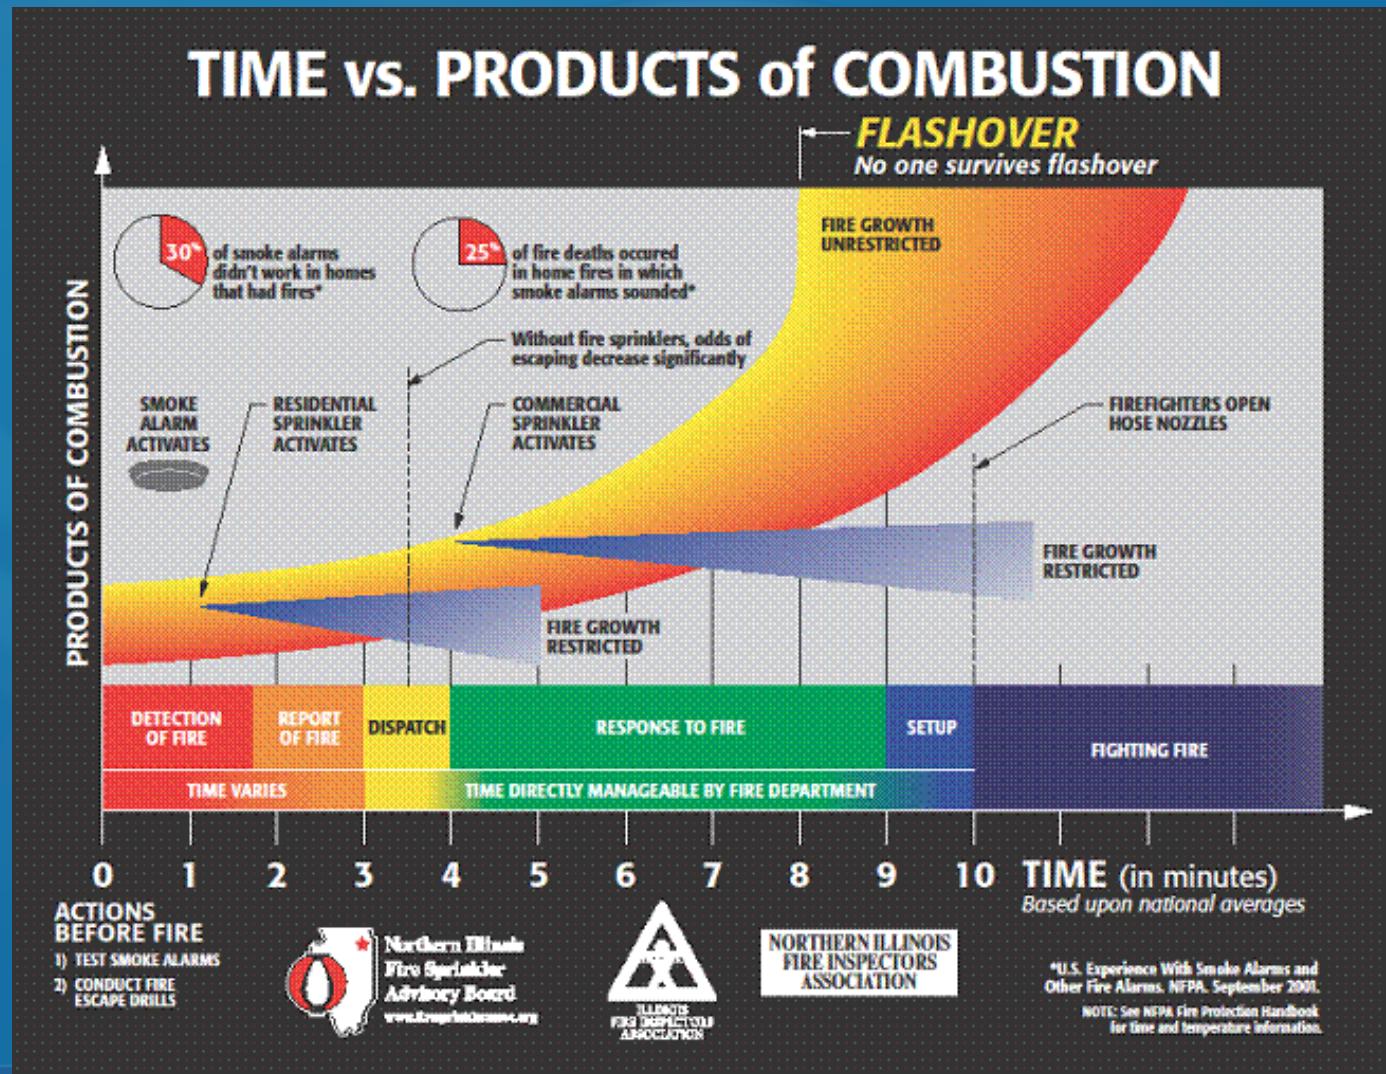 TIME vs. PRODUCTS of COMBUSTION
FLASHOVER
No one survives flashover
PRODUCTS OF COMBUSTION
30%
of smoke alarms
didn't work in homes
that had fires*
25%
of fire deaths occured
in home fires in which
smoke alarms sounded*
FIRE GROWTH
UNRESTRICTED
Without fire sprinklers, odds of
escaping decrease significantly
SMOKE
ALARM
ACTIVATES
RESIDENTIAL
SPRINKLER
ACTIVATES
COMMERCIAL
SPRINKLER
ACTIVATES
FIREFIGHTERS OPEN
HOSE NOZZLES
FIRE GROWTH
RESTRICTED
FIRE GROWTH
RESTRICTED
DETECTION
OF FIRE
REPORT
OF FIRE
DISPATCH
RESPONSE TO FIRE
SETUP
FIGHTING FIRE
TIME VARIES
TIME DIRECTLY MANAGEABLE BY FIRE DEPARTMENT
0 1 2 3 4 5 6 7 8 9 10 TIME (in minutes)
Based upon national averages
ACTIONS
BEFORE FIRE
1) TEST SMOKE ALARMS
2) CONDUCT FIRE
ESCAPE DRILLS
Northern Illinois
Fire Sprinkler
Advisory Board
ILLINOIS
FIRE INSPECTORS
ASSOCIATION
NORTHERN ILLINOIS
FIRE INSPECTORS
ASSOCIATION
*U.S. Experience With Smoke Alarms and
Other Fire Alarms. NFPA. September 2001.
NOTE: See NFPA Fire Protection Handbook
for time and temperature information.